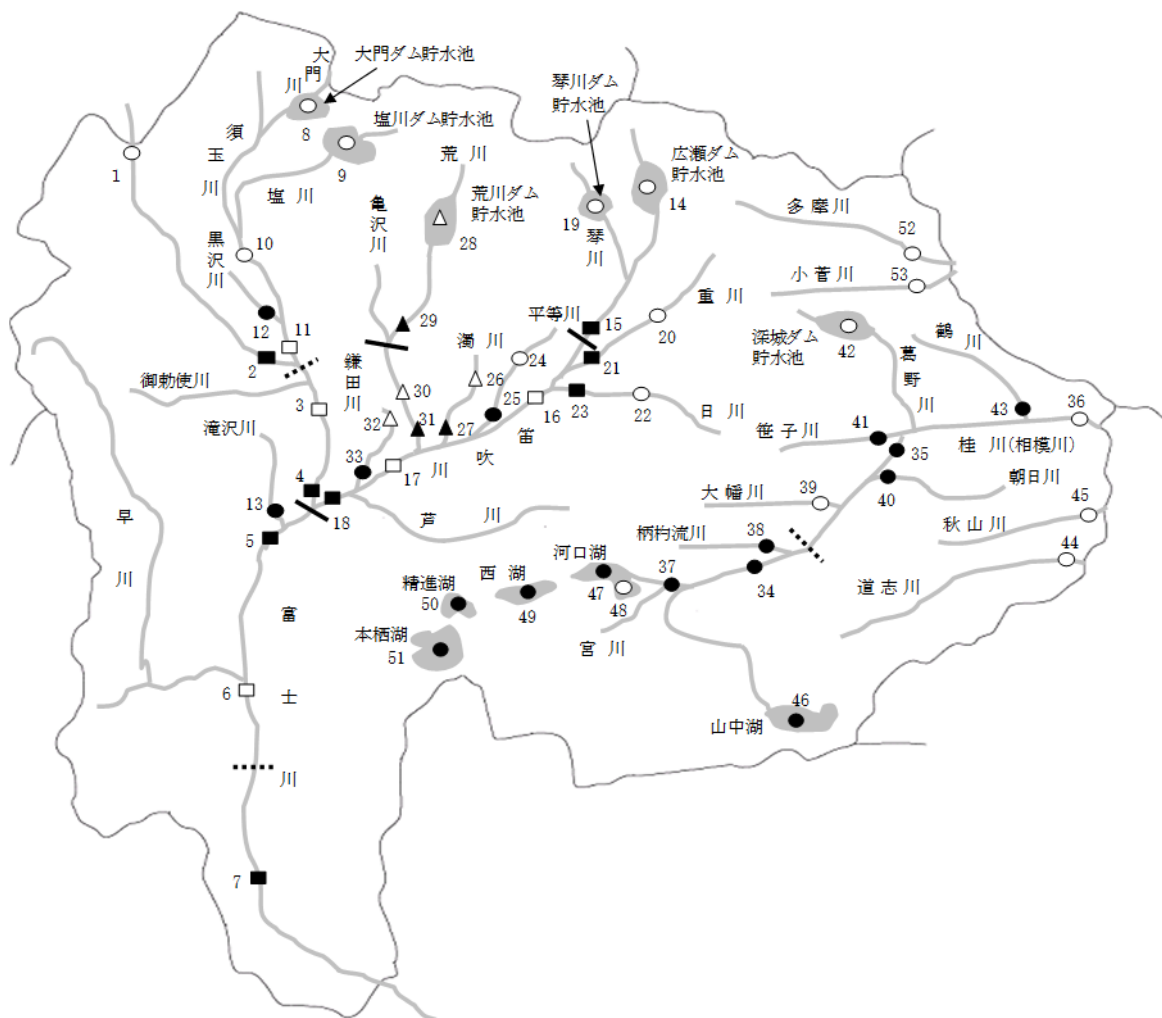 大門川
大門ダム貯水池
8
須玉川
塩川ダム貯水池
9
塩川
1
10
黒沢川
12
11
2
御勅使川
3
滝沢川
4
13
5
18
早川
富士川
6
7
荒川
荒川ダム
貯水池
28
亀沢川
29
鎌田川
30
32
31
33
濁川
26
27
平等川
24
25
笛吹川
16
17
芦川
琴川ダム
貯水池
19
琴川
広瀬ダム
貯水池
14
15
重川
20
21
23
22
日川
多摩川
52
小菅川
53
深城ダム
貯水池
42
葛野川
鶴川
43
36
笹子川
41
35
桂川(相模川)
40
朝日川
大幡川
39
秋山川
45
柄杓流川
38
34
道志川
44
河口湖
47
48
37
宮川
西湖
49
精進湖
50
本栖湖
51
山中湖
46